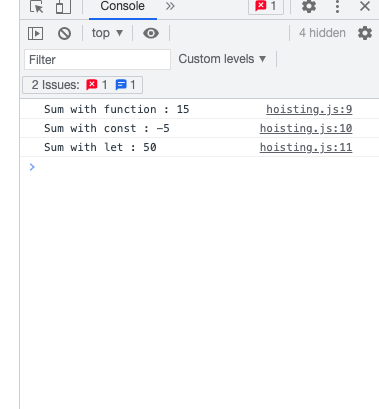 Console » 1
top ▼ 4 hidden
Filter Custom levels ▼
2 Issues: 1 1
Sum with function : 15 hoisting.js:9
Sum with const : -5 hoisting.js:10
Sum with let : 50 hoisting.js:11
>